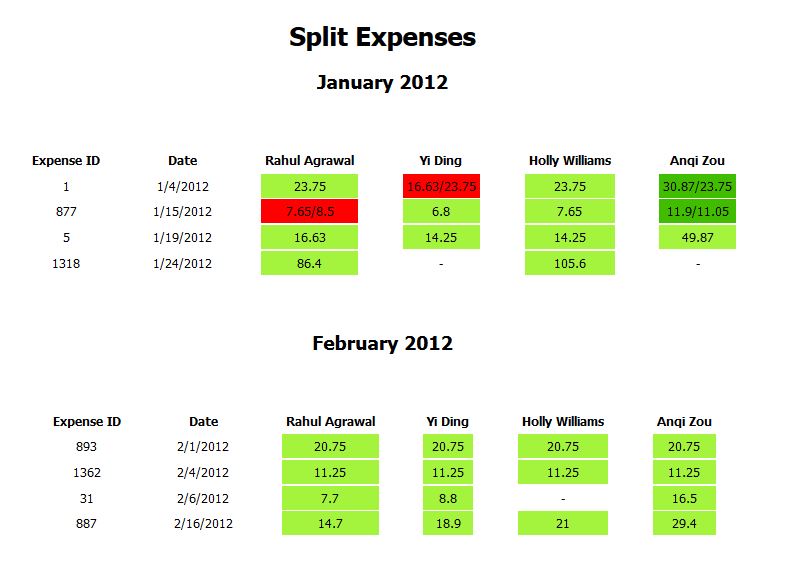 Split Expenses
January 2012
Expense ID Date Rahul Agrawal Yi Ding Holly Williams Anqi Zou
1 1/4/2012 23.75 16.63/23.75 23.75 30.87/23.75
877 1/15/2012 7.65/8.5 6.8 7.65 11.9/11.05
5 1/19/2012 16.63 14.25 14.25 49.87
1318 1/24/2012 86.4 - 105.6 -
February 2012
Expense ID Date Rahul Agrawal Yi Ding Holly Williams Anqi Zou
893 2/1/2012 20.75 20.75 20.75 20.75
1362 2/4/2012 11.25 11.25 11.25 11.25
31 2/6/2012 7.7 8.8 - 16.5
887 2/16/2012 14.7 18.9 21 29.4